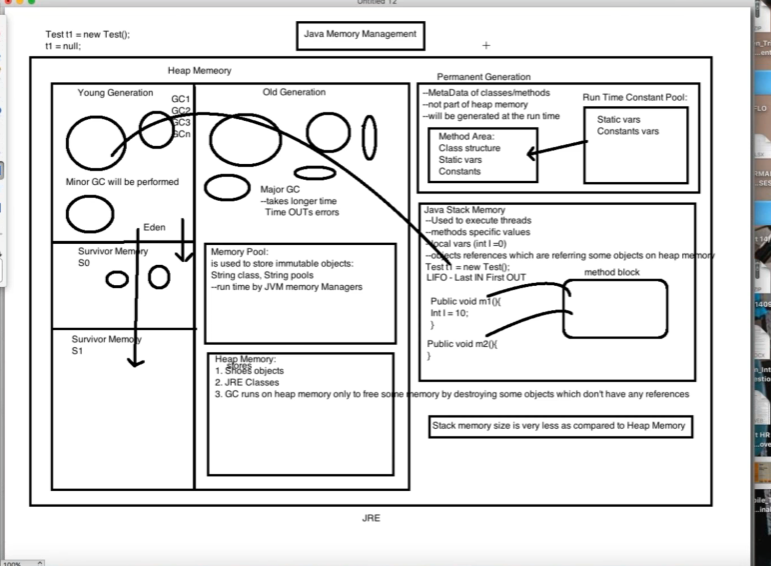 Untitled 12
Test t1 = new Test();
t1 = null;
Java Memory Management
Heap Memeory
Young Generation
GC1
GC2
GC3
GCn
Minor GC will be performed
Eden
Survivor Memory
S0
Survivor Memory
S1
Old Generation
Major GC
--takes longer time
Time OUTs errors
Memory Pool:
is used to store immutable objects:
String class, String pools
--run time by JVM memory Managers
Heap Memory:
stores
1. Shoes objects
2. JRE Classes
3. GC runs on heap memory only to free some memory by destroying some objects which don't have any references
Permanent Generation
--MetaData of classes/methods
--not part of heap memory
--will be generated at the run time
Method Area:
Class structure
Static vars
Constants
Run Time Constant Pool:
Static vars
Constants vars
Java Stack Memory
--Used to execute threads
--methods specific values
--local vars (int I =0)
--objects references which are referring some objects on heap memory
Test t1 = new Test();
LIFO - Last IN First OUT
method block
Public void m1(){
Int I = 10;
}
Public void m2(){
}
Stack memory size is very less as compared to Heap Memory
JRE
100%